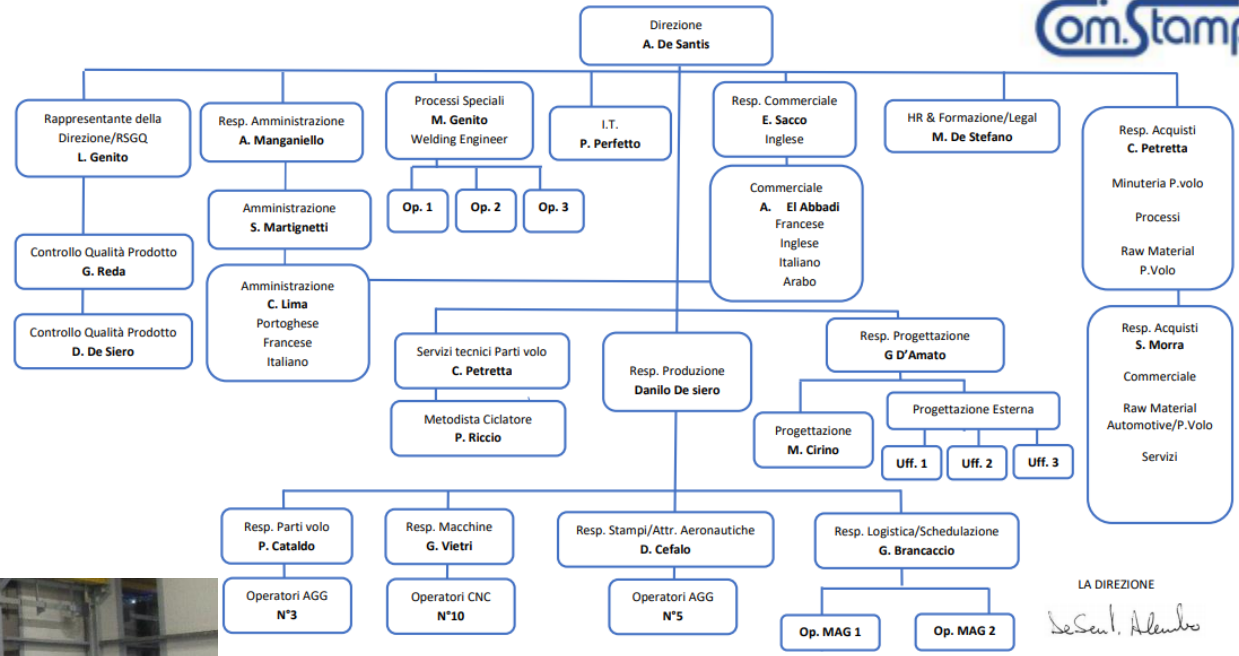 Com.Stamp
Direzione
A. De Santis
Rappresentante della
Direzione/RSGQ
L. Genito
Controllo Qualità Prodotto
G. Reda
Controllo Qualità Prodotto
D. De Siero
Resp. Amministrazione
A. Manganiello
Amministrazione
S. Martignetti
Amministrazione
C. Lima
Portoghese
Francese
Italiano
Processi Speciali
M. Genito
Welding Engineer
Op. 1
Op. 2
Op. 3
I.T.
P. Perfetto
Resp. Commerciale
E. Sacco
Inglese
Commerciale
A. El Abbadi
Francese
Inglese
Italiano
Arabo
HR & Formazione/Legal
M. De Stefano
Resp. Acquisti
C. Petretta
Minuteria P.volo
Processi
Raw Material
P.Volo
Resp. Acquisti
S. Morra
Commerciale
Raw Material
Automotive/P.Volo
Servizi
Servizi tecnici Parti volo
C. Petretta
Metodista Ciclatore
P. Riccio
Resp. Produzione
Danilo De siero
Resp. Progettazione
G D'Amato
Progettazione
M. Cirino
Progettazione Esterna
Uff. 1
Uff. 2
Uff. 3
Resp. Parti volo
P. Cataldo
Operatori AGG
N°3
Resp. Macchine
G. Vietri
Operatori CNC
N°10
Resp. Stampi/Attr. Aeronautiche
D. Cefalo
Operatori AGG
N°5
Resp. Logistica/Schedulazione
G. Brancaccio
Op. MAG 1
Op. MAG 2
LA DIREZIONE